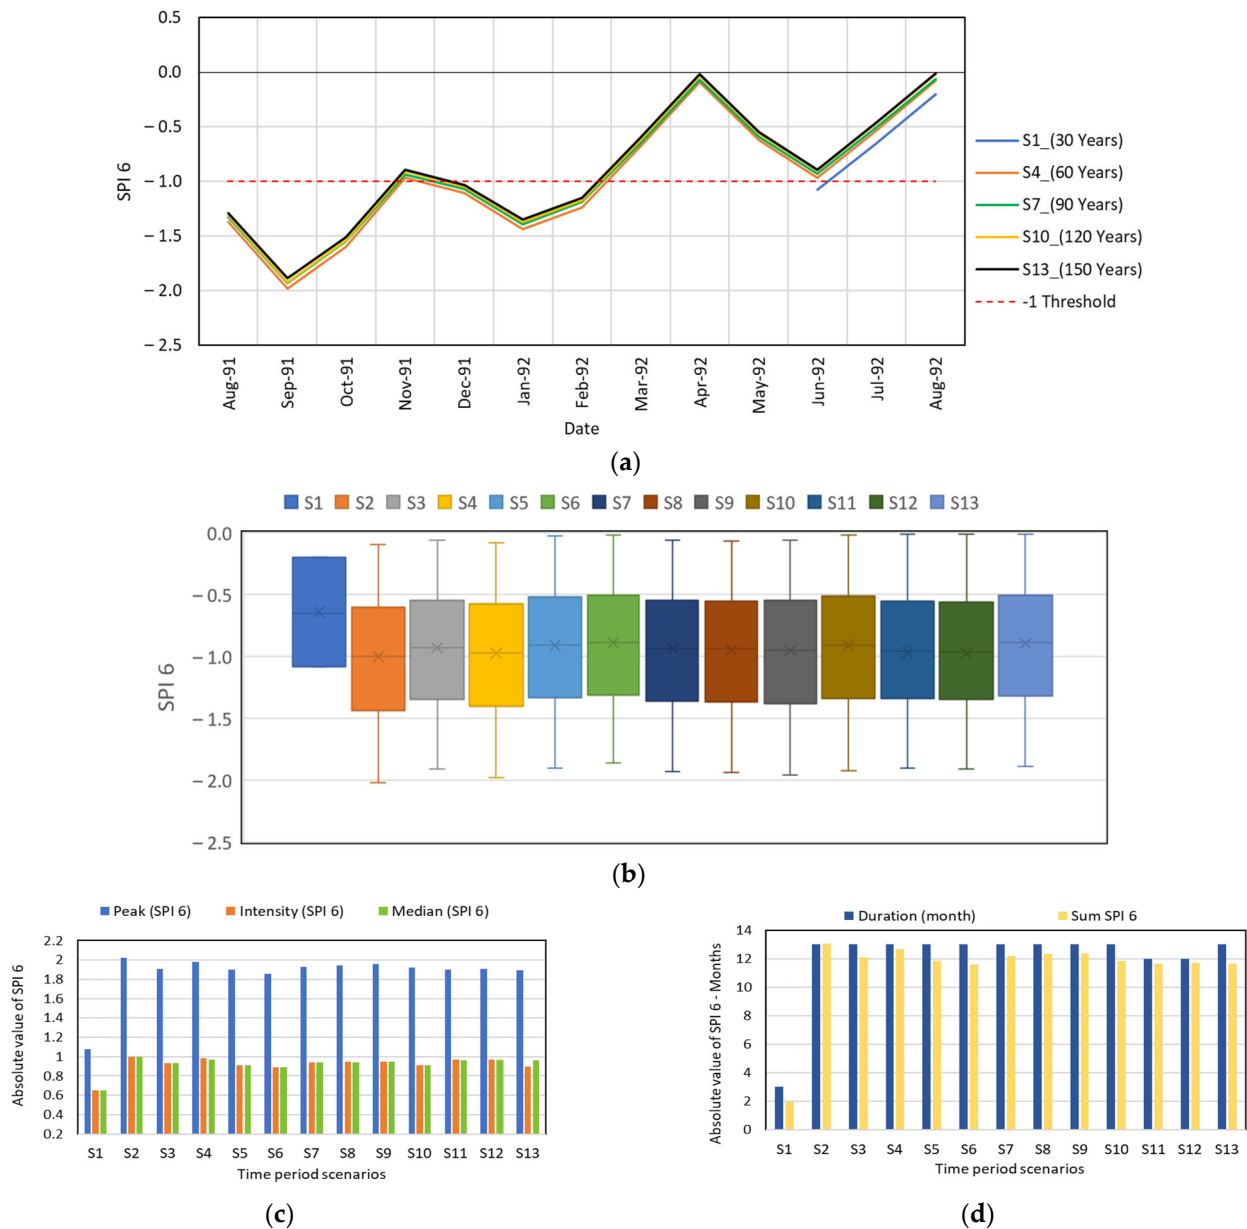 0.5
0.0
– 0.5
– 1.0
– 1.5
– 2.0
– 2.5
SPI 6
Aug-91
Sep-91
Oct-91
Nov-91
Dec-91
Jan-92
Feb-92
Mar-92
Apr-92
May-92
Jun-92
Jul-92
Aug-92
Date
S1_(30 Years)
S4_(60 Years)
S7_(90 Years)
S10_(120 Years)
S13_(150 Years)
-1 Threshold
(a)
S1 S2 S3 S4 S5 S6 S7 S8 S9 S10 S11 S12 S13
0.0
– 0.5
– 1.0
– 1.5
– 2.0
– 2.5
SPI 6
(b)
Peak (SPI 6) Intensity (SPI 6) Median (SPI 6)
2.2
2
1.8
1.6
1.4
1.2
1
0.8
0.6
0.4
0.2
Absolute value of SPI 6
S1 S2 S3 S4 S5 S6 S7 S8 S9 S10 S11 S12 S13
Time period scenarios
(c)
Duration (month) Sum SPI 6
14
12
10
8
6
4
2
0
Absolute value of SPI 6 - Months
S1 S2 S3 S4 S5 S6 S7 S8 S9 S10 S11 S12 S13
Time period scenarios
(d)